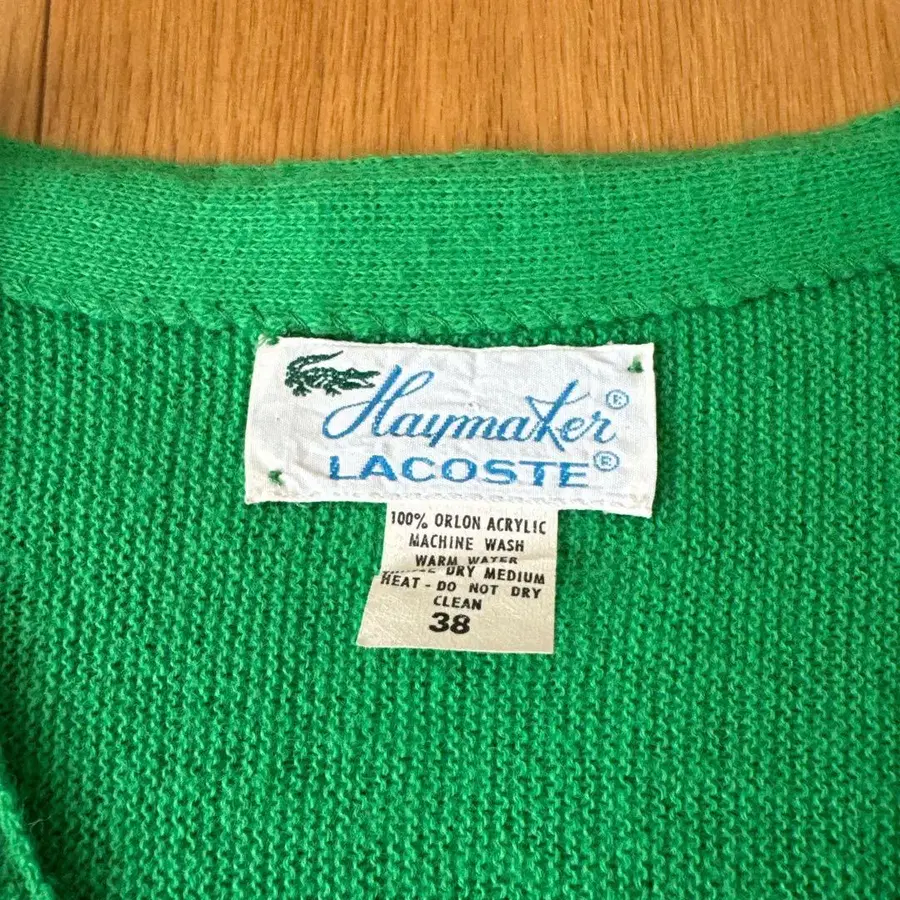 Haymaker®
LACOSTE®
100% ORLON ACRYLIC
MACHINE WASH
WARM WATER
DRY MEDIUM
HEAT - DO NOT DRY
CLEAN
38